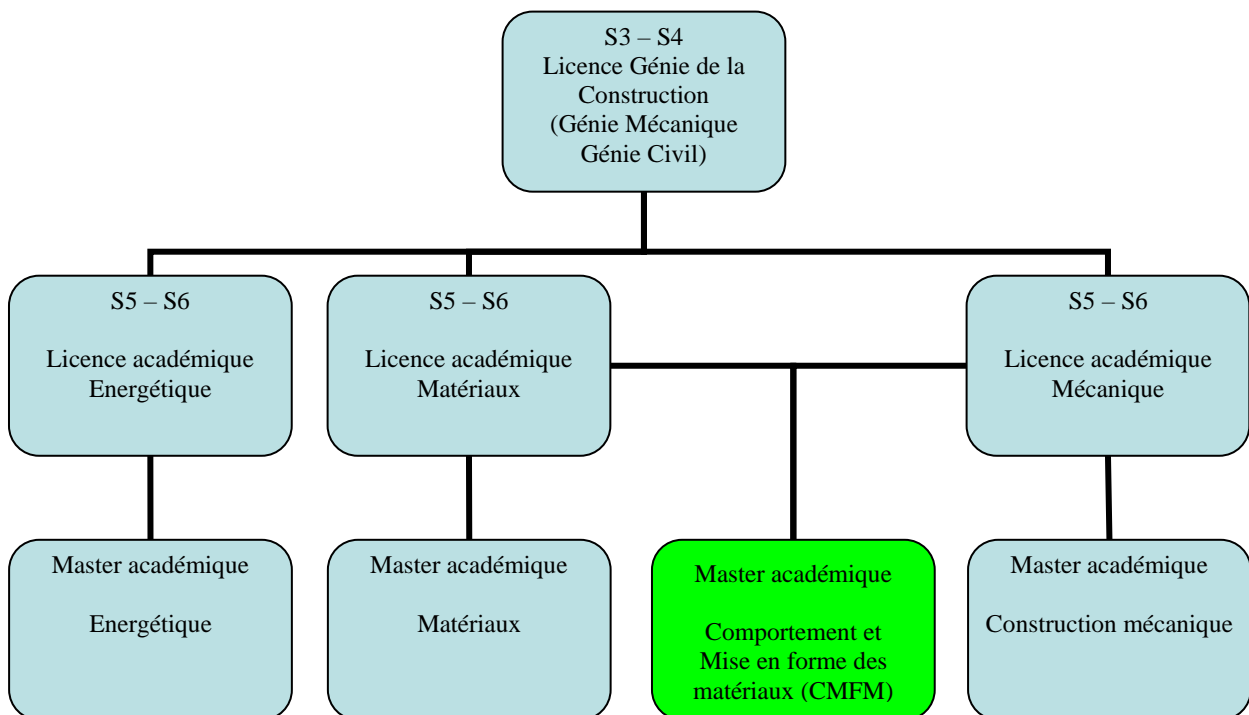 S3 – S4
Licence Génie de la
Construction
(Génie Mécanique
Génie Civil)
S5 – S6
Licence académique
Energétique
S5 – S6
Licence académique
Matériaux
S5 – S6
Licence académique
Mécanique
Master académique
Energétique
Master académique
Matériaux
Master académique
Comportement et
Mise en forme des
matériaux (CMFM)
Master académique
Construction mécanique